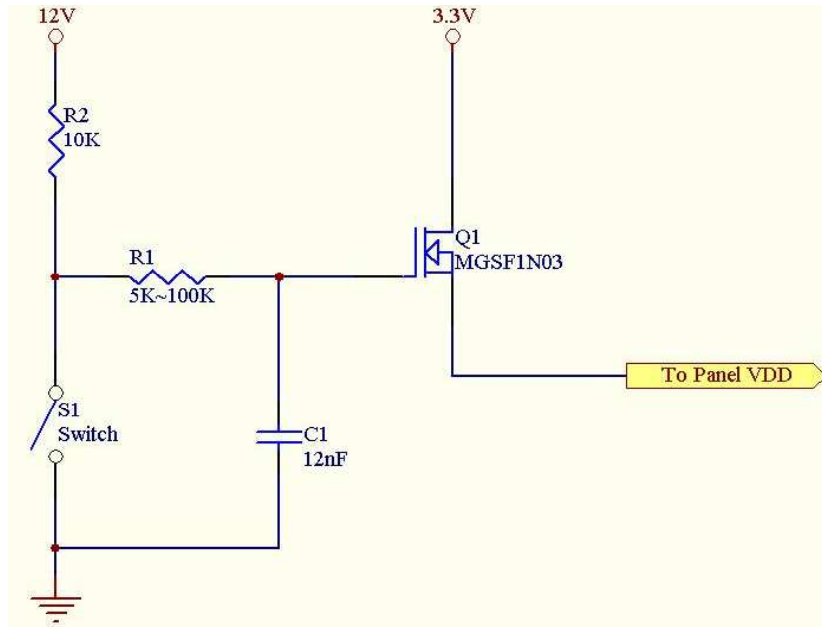 12V
3.3V
R2
10K
R1
5K~100K
Q1
MGSF1N03
To Panel VDD
S1
Switch
C1
12nF